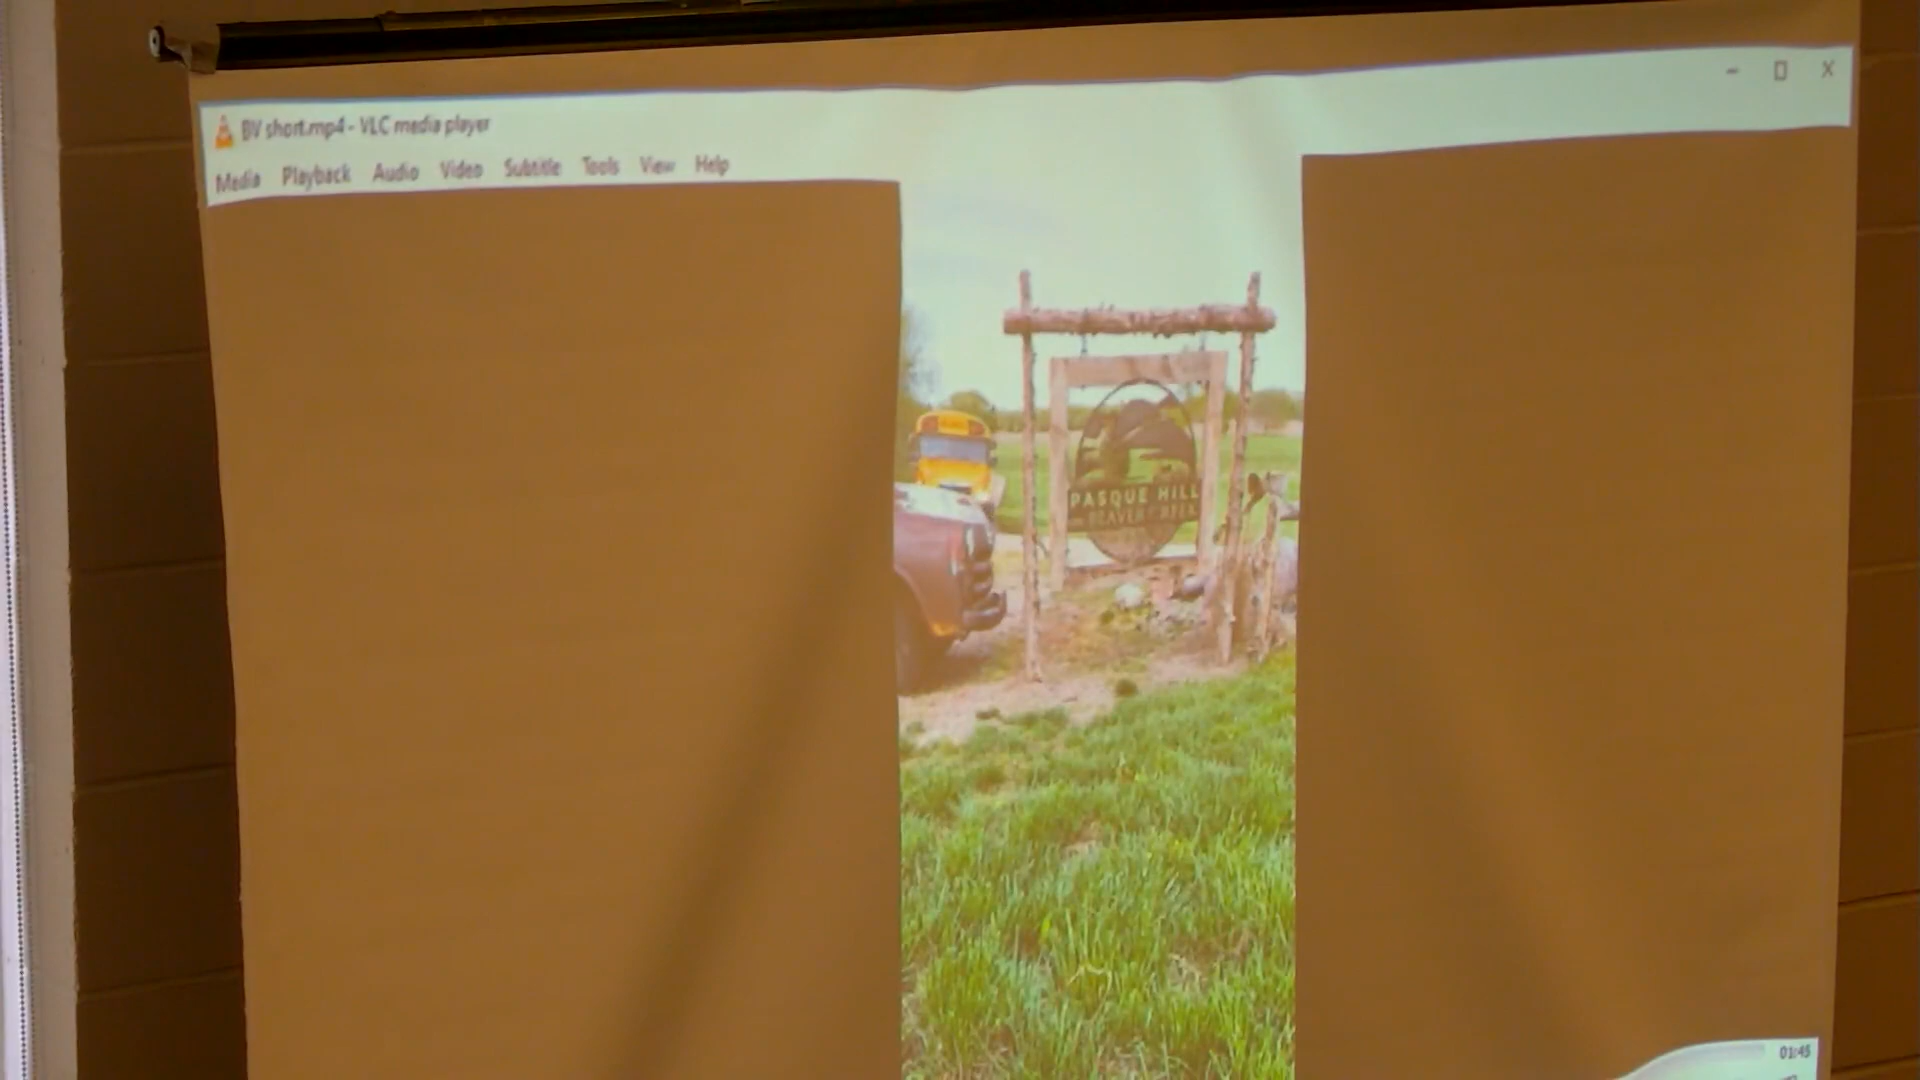 BV short.mp4 - VLC media player
Media Playback Audio Video Subtitle Tools View Help
PASQUE HILL
BEAVER CREEK
01:45